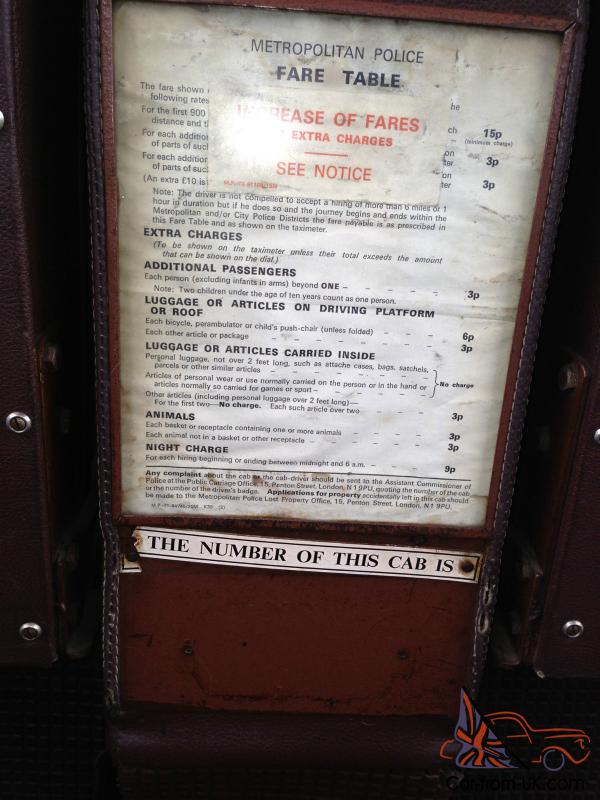 METROPOLITAN POLICE
FARE TABLE
The fare shown he
following rates
INCREASE OF FARES
For the first 900 ch 15p
distance and ti – (minimum charge)
EXTRA CHARGES
For each additio on
of parts of suc ter 3p
SEE NOTICE
For each additio on
of parts of suc ter 3p
(An extra £10 is
Note: The driver is not compelled to accept a hiring of more than 6 miles or 1
hour in duration but if he does so and the journey begins and ends within the
Metropolitan and/or City Police Districts the fare payable is as prescribed in
this Fare Table and as shown on the taximeter.
EXTRA CHARGES
(To be shown on the taximeter unless their total exceeds the amount
that can be shown on the dial.)
ADDITIONAL PASSENGERS
Each person (excluding infants in arms) beyond ONE – – – – – 3p
Note: Two children under the age of ten years count as one person.
LUGGAGE OR ARTICLES ON DRIVING PLATFORM
OR ROOF
Each bicycle, perambulator or child's push-chair (unless folded) – – – 6p
Each other article or package – – – – – – – 3p
LUGGAGE OR ARTICLES CARRIED INSIDE
Personal luggage, not over 2 feet long, such as attache cases, bags, satchels,
parcels or other similar articles – – – – – –
Articles of personal wear or use normally carried on the person or in the hand or No charge
articles normally so carried for games or sport – – – – –
Other articles (including personal luggage over 2 feet long)—
For the first two—No charge. Each such article over two – – – – 3p
ANIMALS
Each basket or receptacle containing one or more animals – – – – 3p
Each animal not in a basket or other receptacle – – – – – 3p
NIGHT CHARGE
For each hiring beginning or ending between midnight and 6 a.m. – – – – 9p
Any complaint about the cab or the cab-driver should be sent to the Assistant Commissioner of
Police at the Public Carriage Office, 15, Penton Street, London, N1 9PU, quoting the number of the cab
or the number of the driver's badge. Applications for property accidentally left in this cab should
be made to the Metropolitan Police Lost Property Office, 15, Penton Street, London, N1 9PU.
THE NUMBER OF THIS CAB IS
Car-from-UK.com